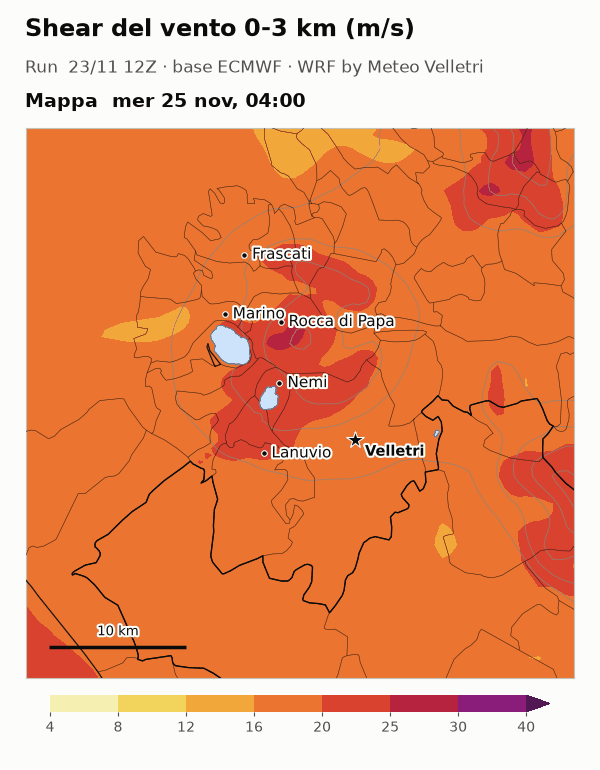 Shear del vento 0-3 km (m/s)
Run  23/11 12Z · base ECMWF · WRF by Meteo Velletri
Mappa  mer 25 nov, 04:00
Frascati
Marino
Rocca di Papa
Nemi
Velletri
Lanuvio
10 km
4 8 12 16 20 25 30 40